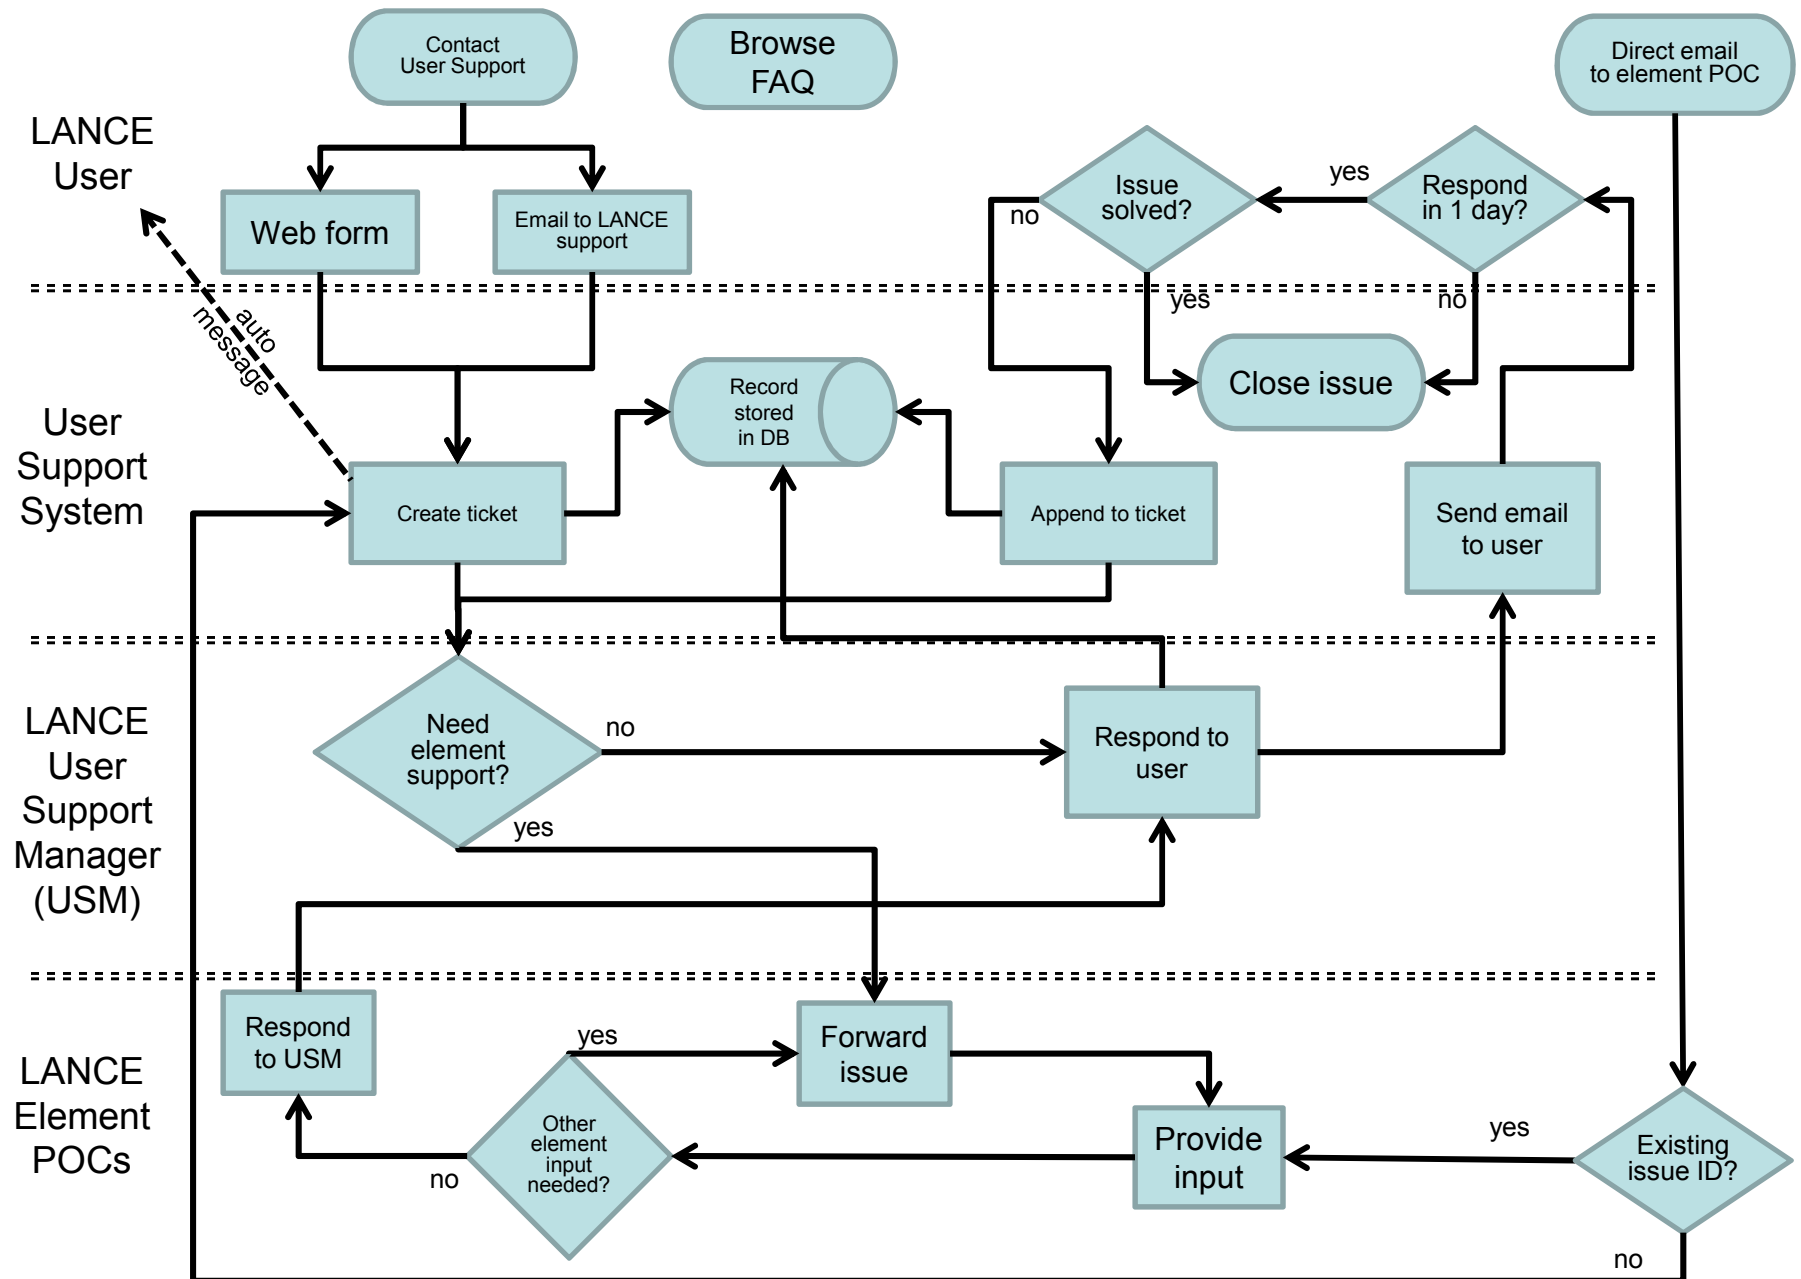 Contact
User Support
Browse
FAQ
Direct email
to element POC
LANCE
User
Web form
Email to LANCE
support
Issue
solved?
yes
Respond
in 1 day?
no
yes
no
auto
message
Close issue
User
Support
System
Record
stored
in DB
Create ticket
Append to ticket
Send email
to user
LANCE
User
Support
Manager
(USM)
Need
element
support?
no
Respond to
user
yes
LANCE
Element
POCs
Respond
to USM
yes
Forward
issue
Other
element
input
needed?
no
Provide
input
yes
Existing
issue ID?
no